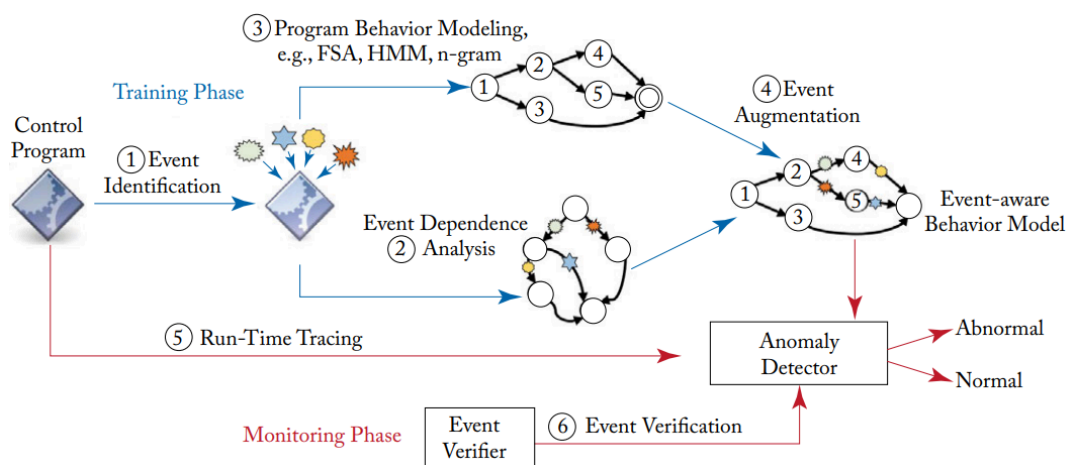 ③ Program Behavior Modeling,
e.g., FSA, HMM, n-gram
1
2
3
4
5
Training Phase
④ Event
Augmentation
Control
Program
① Event
Identification
1
2
3
4
5
Event-aware
Behavior Model
Event Dependence
② Analysis
⑤ Run-Time Tracing
Anomaly
Detector
Abnormal
Normal
Monitoring Phase
Event
Verifier
⑥ Event Verification